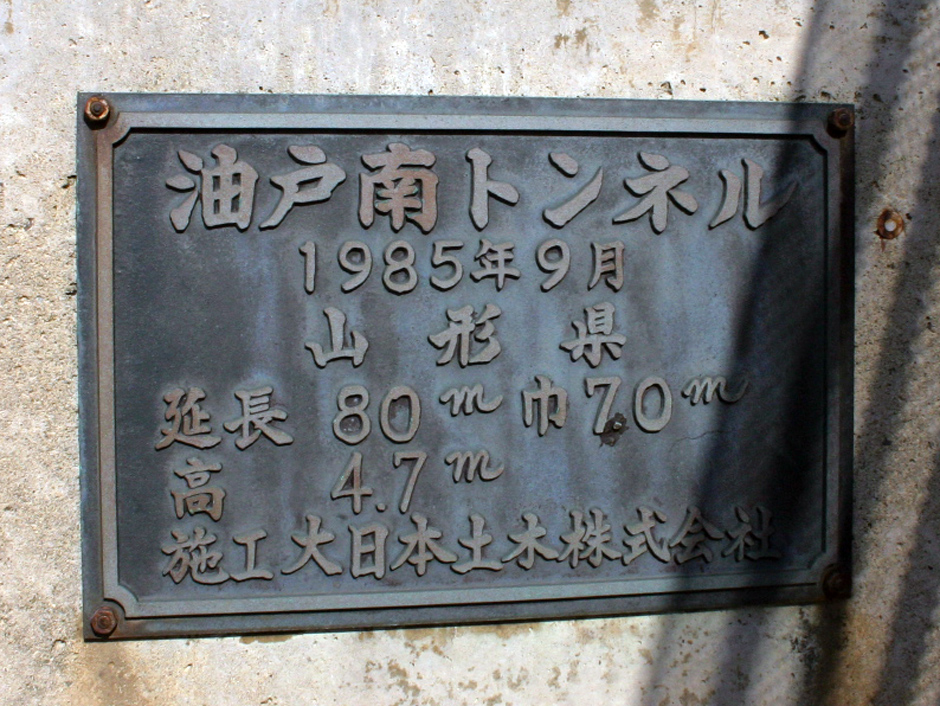 油戸南トンネル
1985年9月
山形県
延長 80m 巾7.0m
高 4.7m
施工大日本土木株式会社